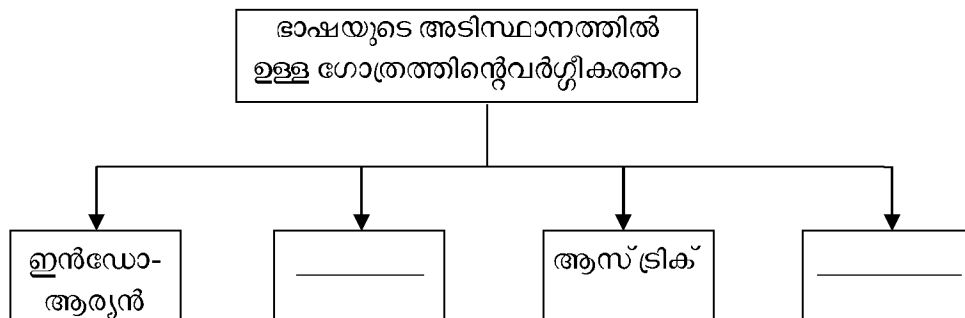 ഭാഷയുടെ അടിസ്ഥാനത്തിൽ
ഉള്ള ഗോത്രത്തിന്റെവർഗ്ഗീകരണം
ഇൻഡോ-
ആര്യൻ
ആസ്ട്രിക്